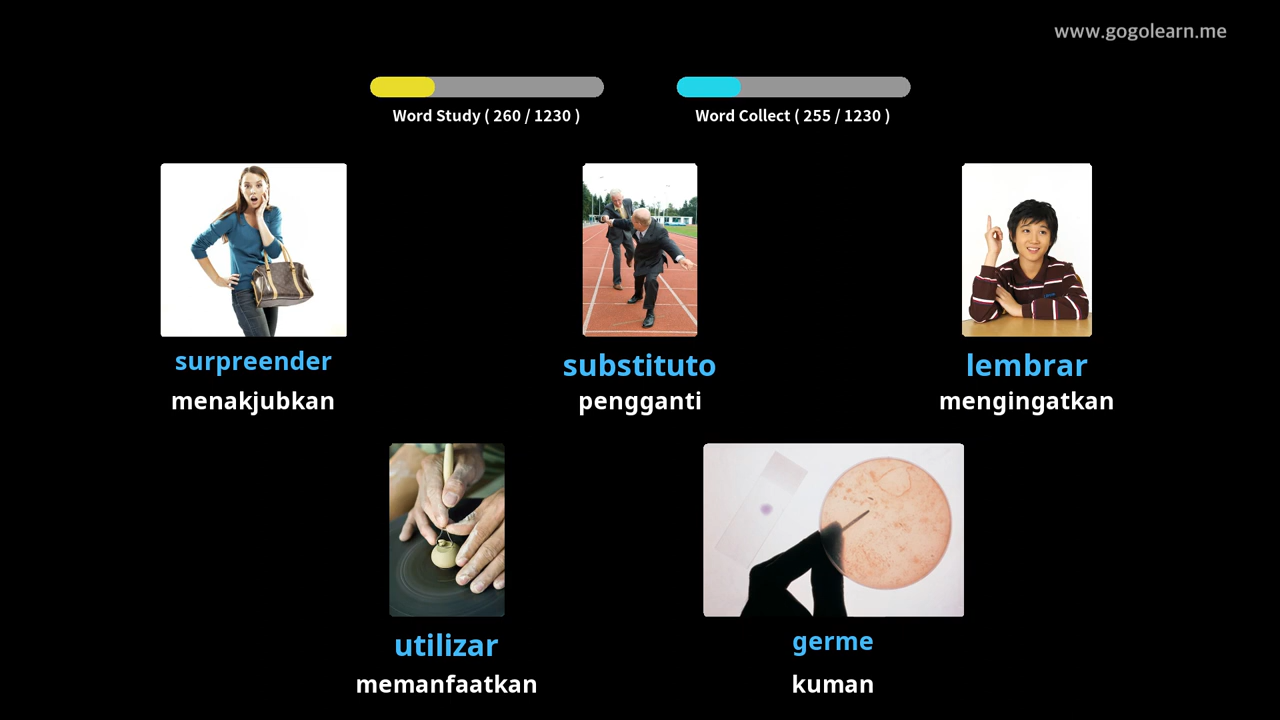 www.gogolearn.me
Word Study ( 260 / 1230 )
Word Collect ( 255 / 1230 )
surpreender
menakjubkan
substituto
pengganti
lembrar
mengingatkan
utilizar
memanfaatkan
germe
kuman